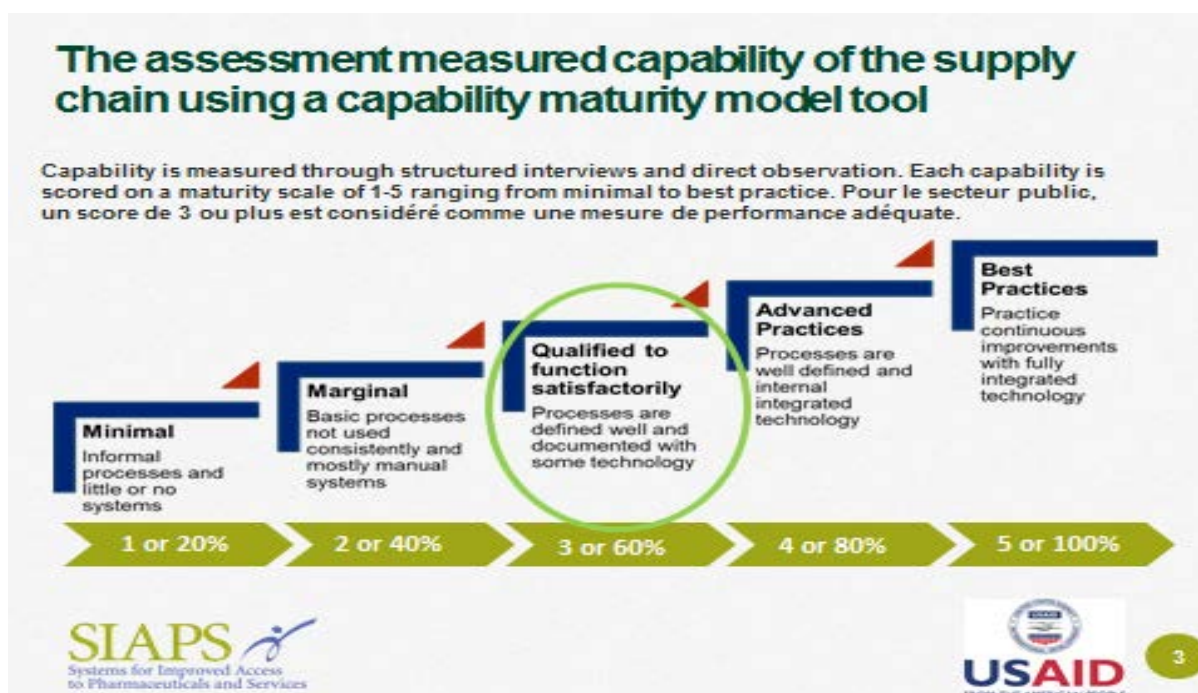 The assessment measured capability of the supply
chain using a capability maturity model tool
Capability is measured through structured interviews and direct observation. Each capability is
scored on a maturity scale of 1-5 ranging from minimal to best practice. Pour le secteur public,
un score de 3 ou plus est considéré comme une mesure de performance adéquate.
Minimal
Informal
processes and
little or no
systems
Marginal
Basic processes
not used
consistently and
mostly manual
systems
Qualified to
function
satisfactorily
Processes are
defined well and
documented with
some technology
Advanced
Practices
Processes are
well defined and
internal
integrated
technology
Best
Practices
Practice
continuous
improvements
with fully
integrated
technology
1 or 20%
2 or 40%
3 or 60%
4 or 80%
5 or 100%
SIAPS
Systems for Improved Access
to Pharmaceuticals and Services
USAID
USAID
3